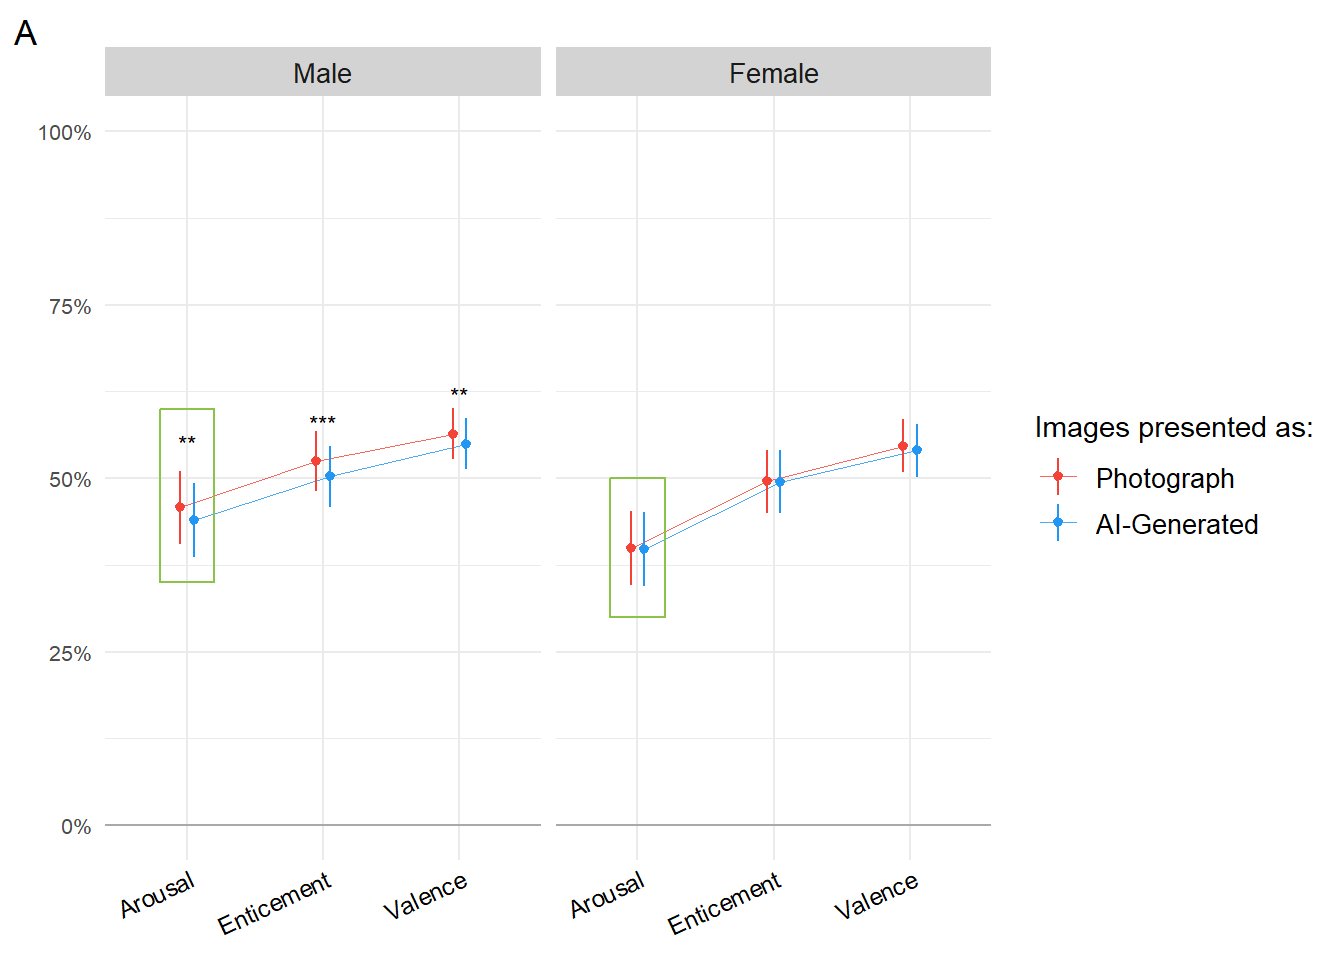 A
Male
Female
100%
75%
50%
25%
0%
**
***
**
Arousal
Enticement
Valence
Arousal
Enticement
Valence
Images presented as:
Photograph
AI-Generated